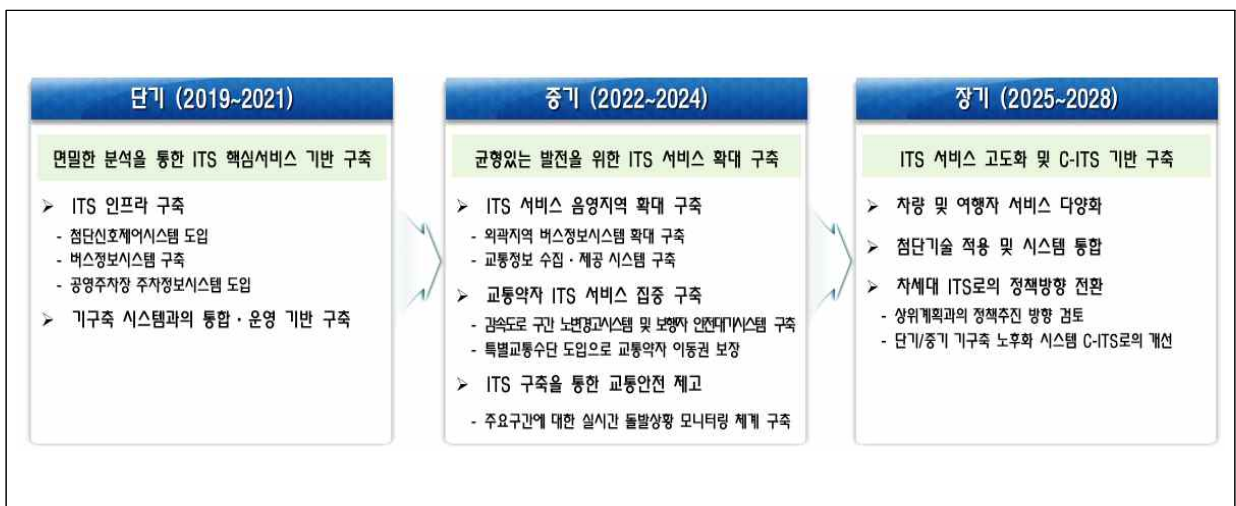 단기 (2019~2021)
면밀한 분석을 통한 ITS 핵심서비스 기반 구축
➢ ITS 인프라 구축
- 첨단신호제어시스템 도입
- 버스정보시스템 구축
- 공영주차장 주차정보시스템 도입
➢ 기구축 시스템과의 통합·운영 기반 구축
중기 (2022~2024)
균형있는 발전을 위한 ITS 서비스 확대 구축
➢ ITS 서비스 음영지역 확대 구축
- 외곽지역 버스정보시스템 확대 구축
- 교통정보 수집·제공 시스템 구축
➢ 교통약자 ITS 서비스 집중 구축
- 감속도로 구간 노변경고시스템 및 보행자 안전대기시스템 구축
- 특별교통수단 도입으로 교통약자 이동권 보장
➢ ITS 구축을 통한 교통안전 제고
- 주요구간에 대한 실시간 돌발상황 모니터링 체계 구축
장기 (2025~2028)
ITS 서비스 고도화 및 C-ITS 기반 구축
➢ 차량 및 여행자 서비스 다양화
➢ 첨단기술 적용 및 시스템 통합
➢ 차세대 ITS로의 정책방향 전환
- 상위계획과의 정책추진 방향 검토
- 단기/중기 기구축 노후화 시스템 C-ITS로의 개선